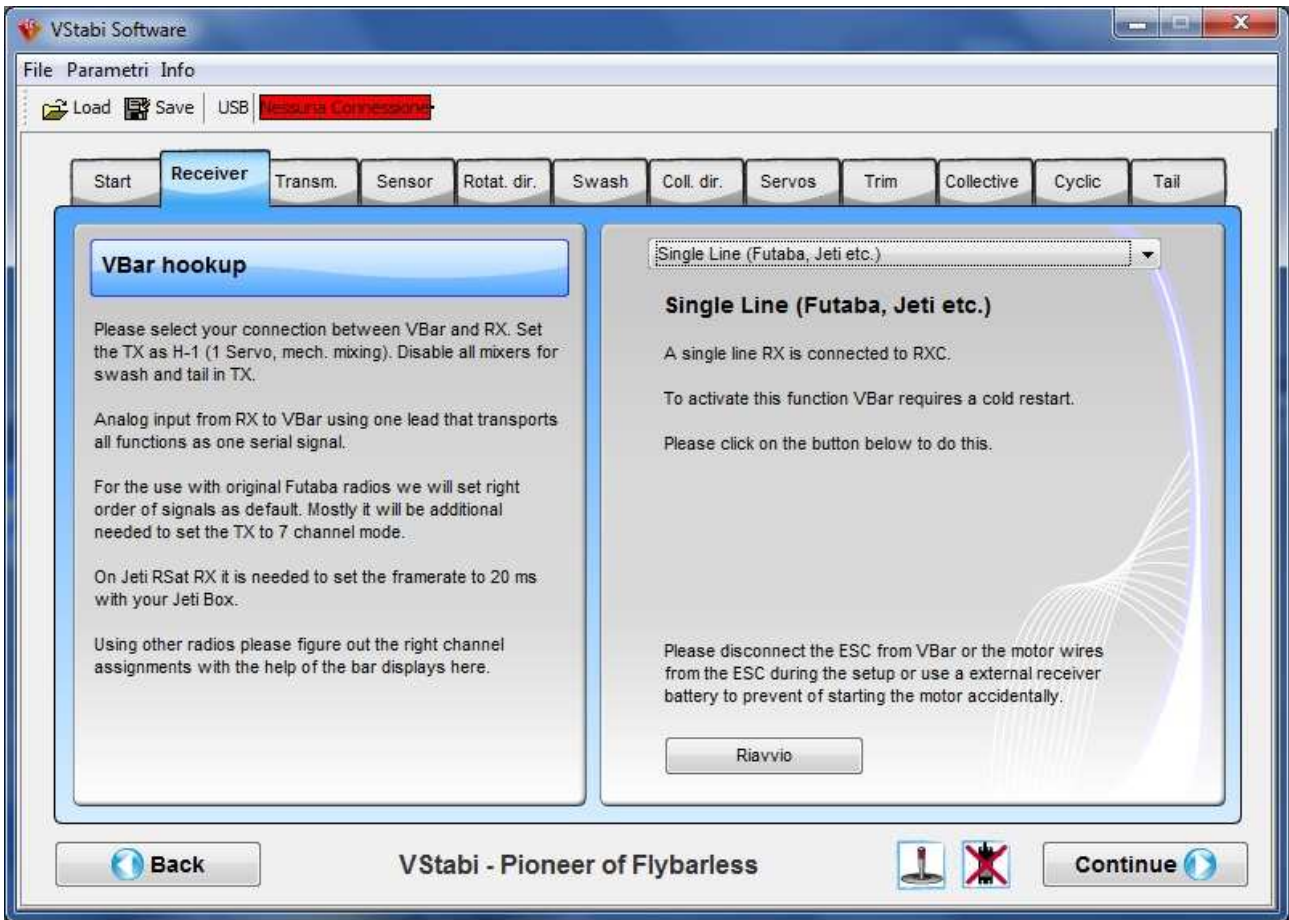 VStabi Software
File Parametri Info
Load Save USB Nessuna Connessione
Start Receiver Transm. Sensor Rotat. dir. Swash Coll. dir. Servos Trim Collective Cyclic Tail
VBar hookup
Please select your connection between VBar and RX. Set
the TX as H-1 (1 Servo, mech. mixing). Disable all mixers for
swash and tail in TX.
Analog input from RX to VBar using one lead that transports
all functions as one serial signal.
For the use with original Futaba radios we will set right
order of signals as default. Mostly it will be additional
needed to set the TX to 7 channel mode.
On Jeti RSat RX it is needed to set the framerate to 20 ms
with your Jeti Box.
Using other radios please figure out the right channel
assignments with the help of the bar displays here.
Single Line (Futaba, Jeti etc.)
Single Line (Futaba, Jeti etc.)
A single line RX is connected to RXC.
To activate this function VBar requires a cold restart.
Please click on the button below to do this.
Please disconnect the ESC from VBar or the motor wires
from the ESC during the setup or use a external receiver
battery to prevent of starting the motor accidentally.
Riavvio
Back
VStabi - Pioneer of Flybarless
Continue